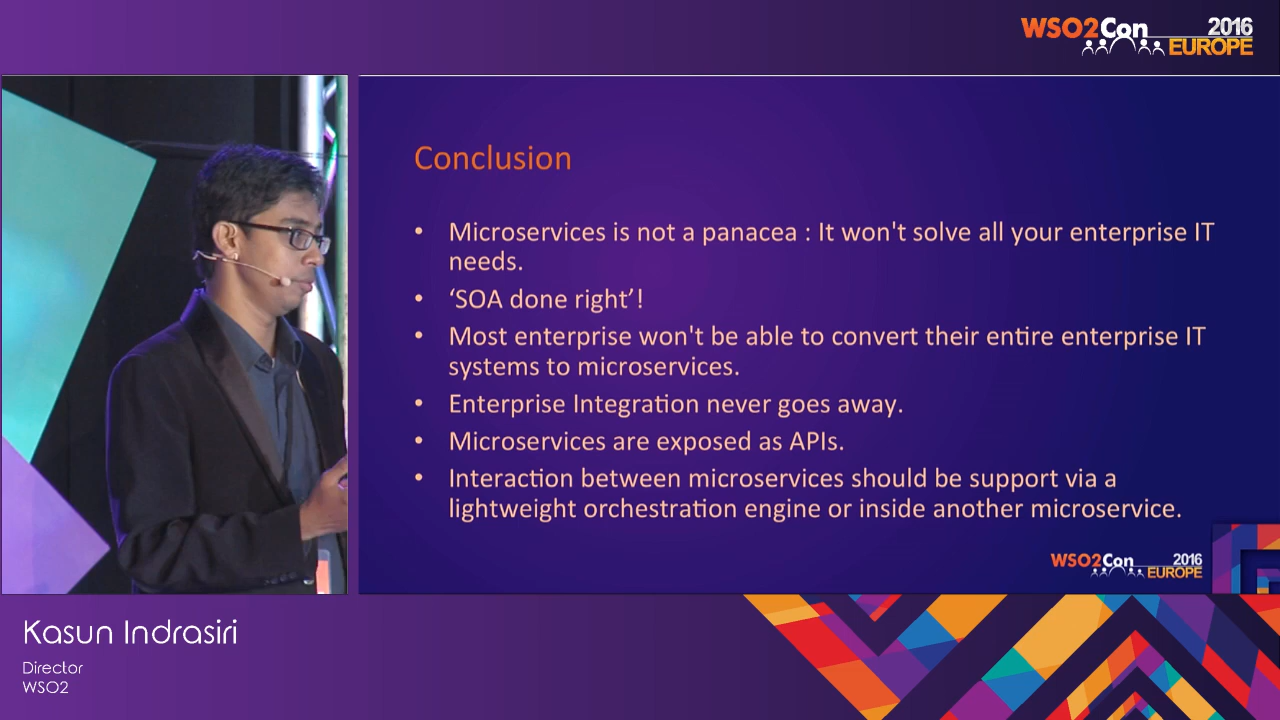 WSO2Con 2016
EUROPE
Conclusion
• Microservices is not a panacea : It won't solve all your enterprise IT
needs.
• ‘SOA done right’!
• Most enterprise won't be able to convert their entire enterprise IT
systems to microservices.
• Enterprise Integration never goes away.
• Microservices are exposed as APIs.
• Interaction between microservices should be support via a
lightweight orchestration engine or inside another microservice.
WSO2Con 2016
EUROPE
Kasun Indrasiri
Director
WSO2